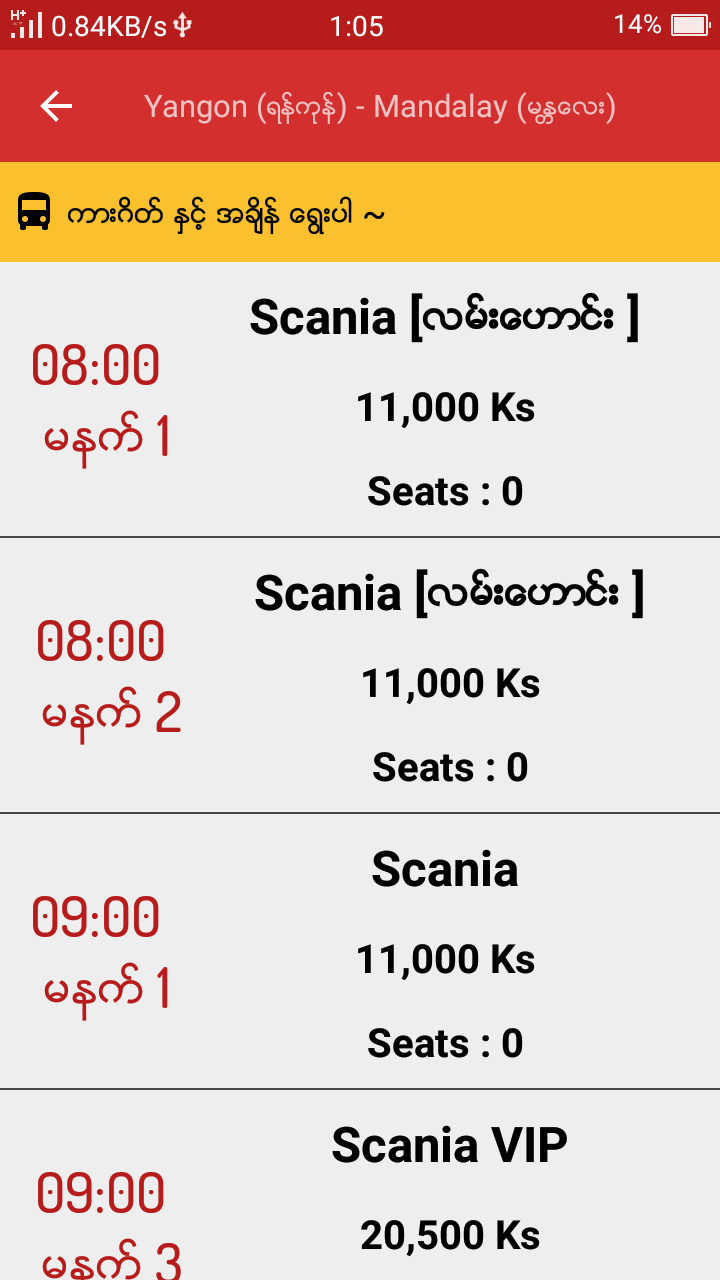 H+ 0.84KB/s 1:05 14%
Yangon (ရန်ကုန်) - Mandalay (မန္တလေး)
ကားဂိတ် နှင့် အချိန် ရွေးပါ ~
Scania [လမ်းဟောင်း ]
08:00
11,000 Ks
မနက် 1
Seats : 0
Scania [လမ်းဟောင်း ]
08:00
11,000 Ks
မနက် 2
Seats : 0
Scania
09:00
11,000 Ks
မနက် 1
Seats : 0
Scania VIP
09:00
20,500 Ks
မနက် 3